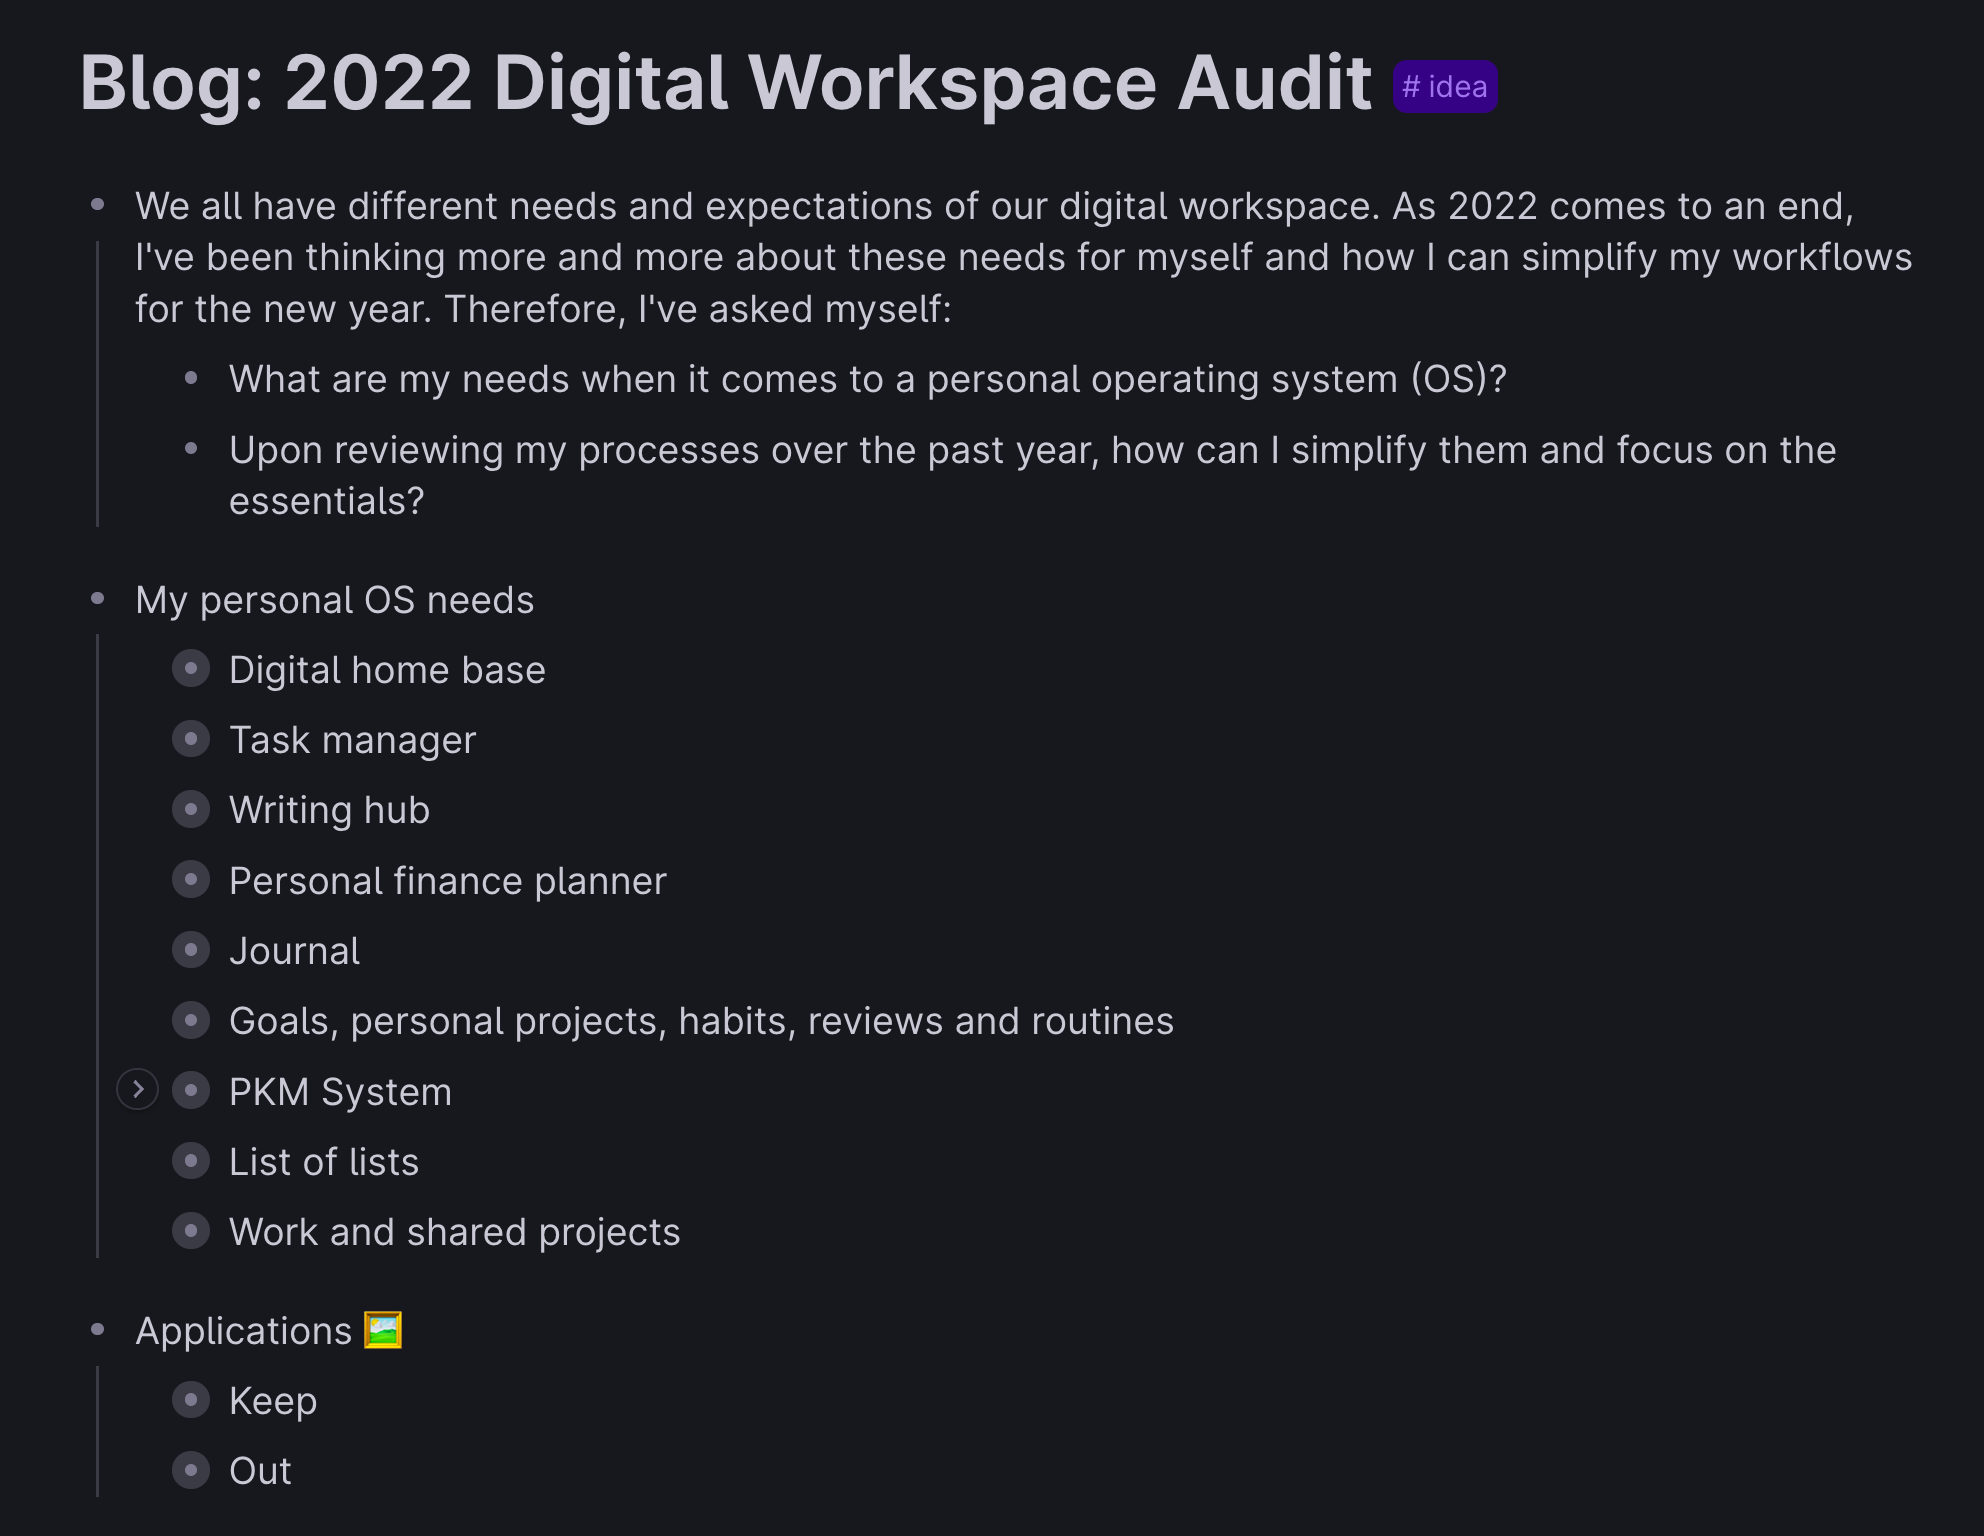 Blog: 2022 Digital Workspace Audit # idea
We all have different needs and expectations of our digital workspace. As 2022 comes to an end,
I've been thinking more and more about these needs for myself and how I can simplify my workflows
for the new year. Therefore, I've asked myself:
What are my needs when it comes to a personal operating system (OS)?
Upon reviewing my processes over the past year, how can I simplify them and focus on the
essentials?
My personal OS needs
Digital home base
Task manager
Writing hub
Personal finance planner
Journal
Goals, personal projects, habits, reviews and routines
PKM System
List of lists
Work and shared projects
Applications 🖼️
Keep
Out